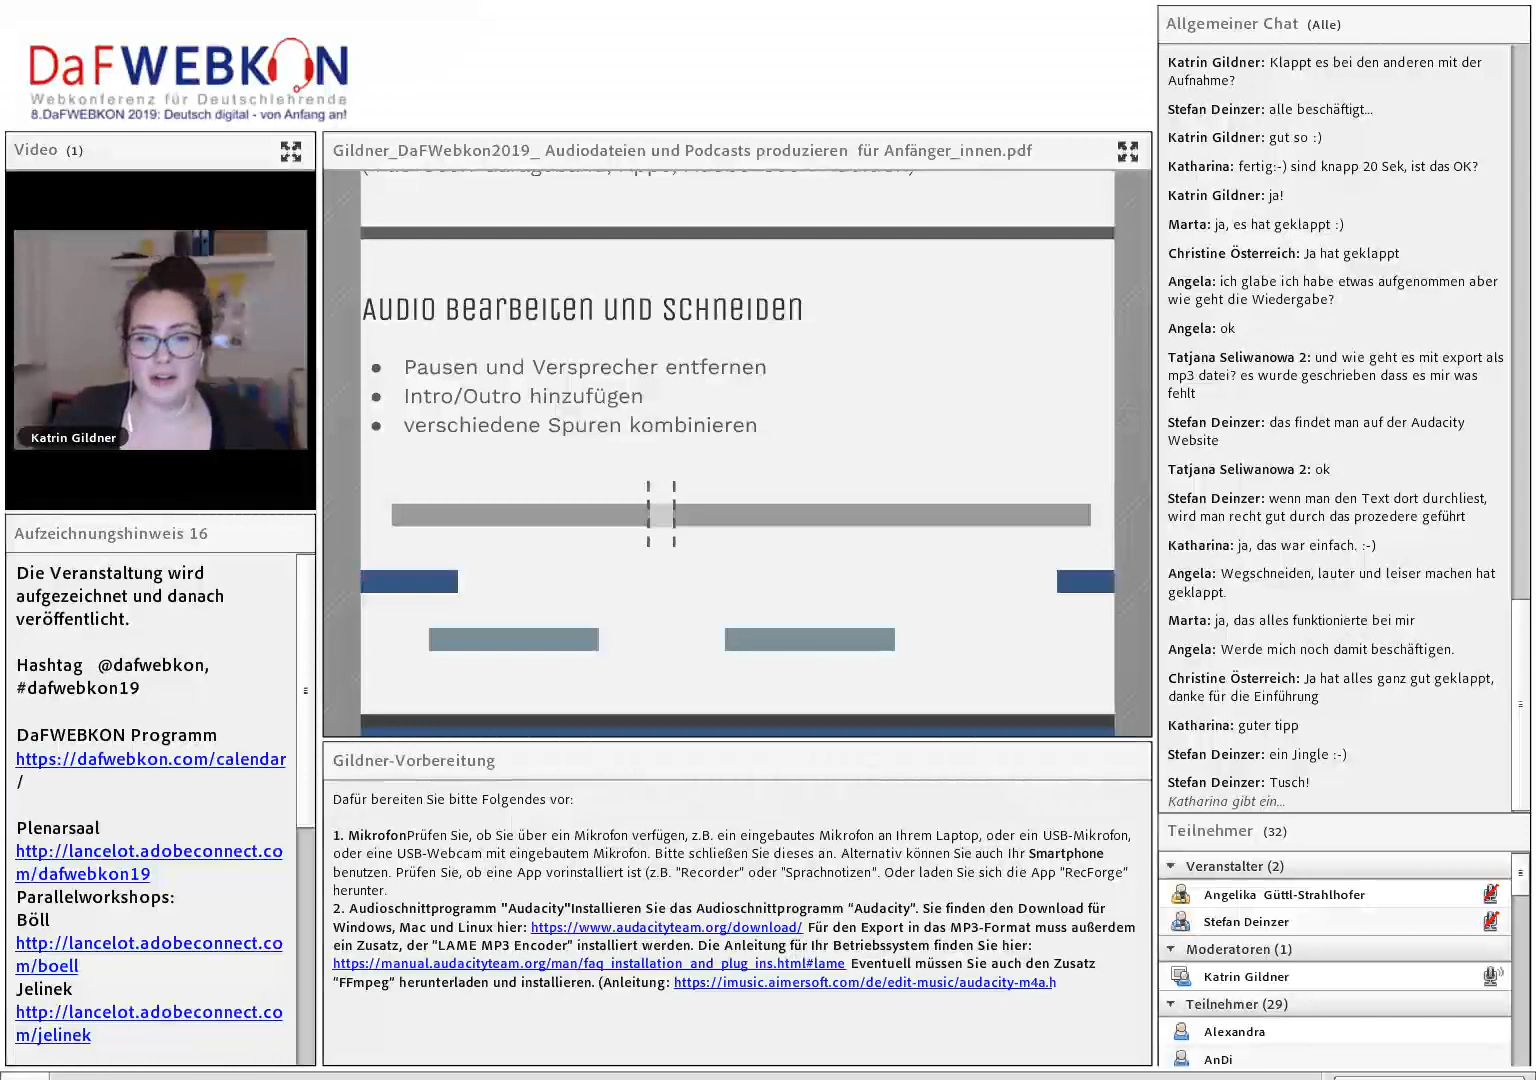 DaFWEBKON
Webkonferenz für Deutschlehrende
8.DaFWEBKON 2019: Deutsch digital - von Anfang an!
Video (1)
Katrin Gildner
Aufzeichnungshinweis 16
Die Veranstaltung wird
aufgezeichnet und danach
veröffentlicht.
Hashtag @dafwebkon,
#dafwebkon19
DaFWEBKON Programm
https://dafwebkon.com/calendar
/
Plenarsaal
http://lancelot.adobeconnect.co
m/dafwebkon19
Parallelworkshops:
Böll
http://lancelot.adobeconnect.co
m/boell
Jelinek
http://lancelot.adobeconnect.co
m/jelinek
Gildner_DaFWebkon2019_ Audiodateien und Podcasts produzieren für Anfänger_innen.pdf
Audio bearbeiten und schneiden
• Pausen und Versprecher entfernen
• Intro/Outro hinzufügen
• verschiedene Spuren kombinieren
Gildner-Vorbereitung
Dafür bereiten Sie bitte Folgendes vor:
1. MikrofonPrüfen Sie, ob Sie über ein Mikrofon verfügen, z.B. ein eingebautes Mikrofon an Ihrem Laptop, oder ein USB-Mikrofon,
oder eine USB-Webcam mit eingebautem Mikrofon. Bitte schließen Sie dieses an. Alternativ können Sie auch Ihr Smartphone
benutzen. Prüfen Sie, ob eine App vorinstalliert ist (z.B. "Recorder" oder "Sprachnotizen". Oder laden Sie sich die App "RecForge"
herunter.
2. Audioschnittprogramm "Audacity"Installieren Sie das Audioschnittprogramm "Audacity". Sie finden den Download für
Windows, Mac und Linux hier: https://www.audacityteam.org/download/ Für den Export in das MP3-Format muss außerdem
ein Zusatz, der "LAME MP3 Encoder" installiert werden. Die Anleitung für Ihr Betriebssystem finden Sie hier:
https://manual.audacityteam.org/man/faq_installation_and_plug_ins.html#lame Eventuell müssen Sie auch den Zusatz
"FFmpeg" herunterladen und installieren. (Anleitung: https://imusic.aimersoft.com/de/edit-music/audacity-m4a.h
Allgemeiner Chat (Alle)
Katrin Gildner: Klappt es bei den anderen mit der
Aufnahme?
Stefan Deinzer: alle beschäftigt...
Katrin Gildner: gut so :)
Katharina: fertig:-) sind knapp 20 Sek, ist das OK?
Katrin Gildner: ja!
Marta: ja, es hat geklappt :)
Christine Österreich: Ja hat geklappt
Angela: ich glabe ich habe etwas aufgenommen aber
wie geht die Wiedergabe?
Angela: ok
Tatjana Seliwanowa 2: und wie geht es mit export als
mp3 datei? es wurde geschrieben dass es mir was
fehlt
Stefan Deinzer: das findet man auf der Audacity
Website
Tatjana Seliwanowa 2: ok
Stefan Deinzer: wenn man den Text dort durchliest,
wird man recht gut durch das prozedere geführt
Katharina: ja, das war einfach. :-)
Angela: Wegschneiden, lauter und leiser machen hat
geklappt.
Marta: ja, das alles funktionierte bei mir
Angela: Werde mich noch damit beschäftigen.
Christine Österreich: Ja hat alles ganz gut geklappt,
danke für die Einführung
Katharina: guter tipp
Stefan Deinzer: ein Jingle :-)
Stefan Deinzer: Tusch!
Katharina gibt ein...
Teilnehmer (32)
Veranstalter (2)
Angelika Güttl-Strahlhofer
Stefan Deinzer
Moderatoren (1)
Katrin Gildner
Teilnehmer (29)
Alexandra
AnDi